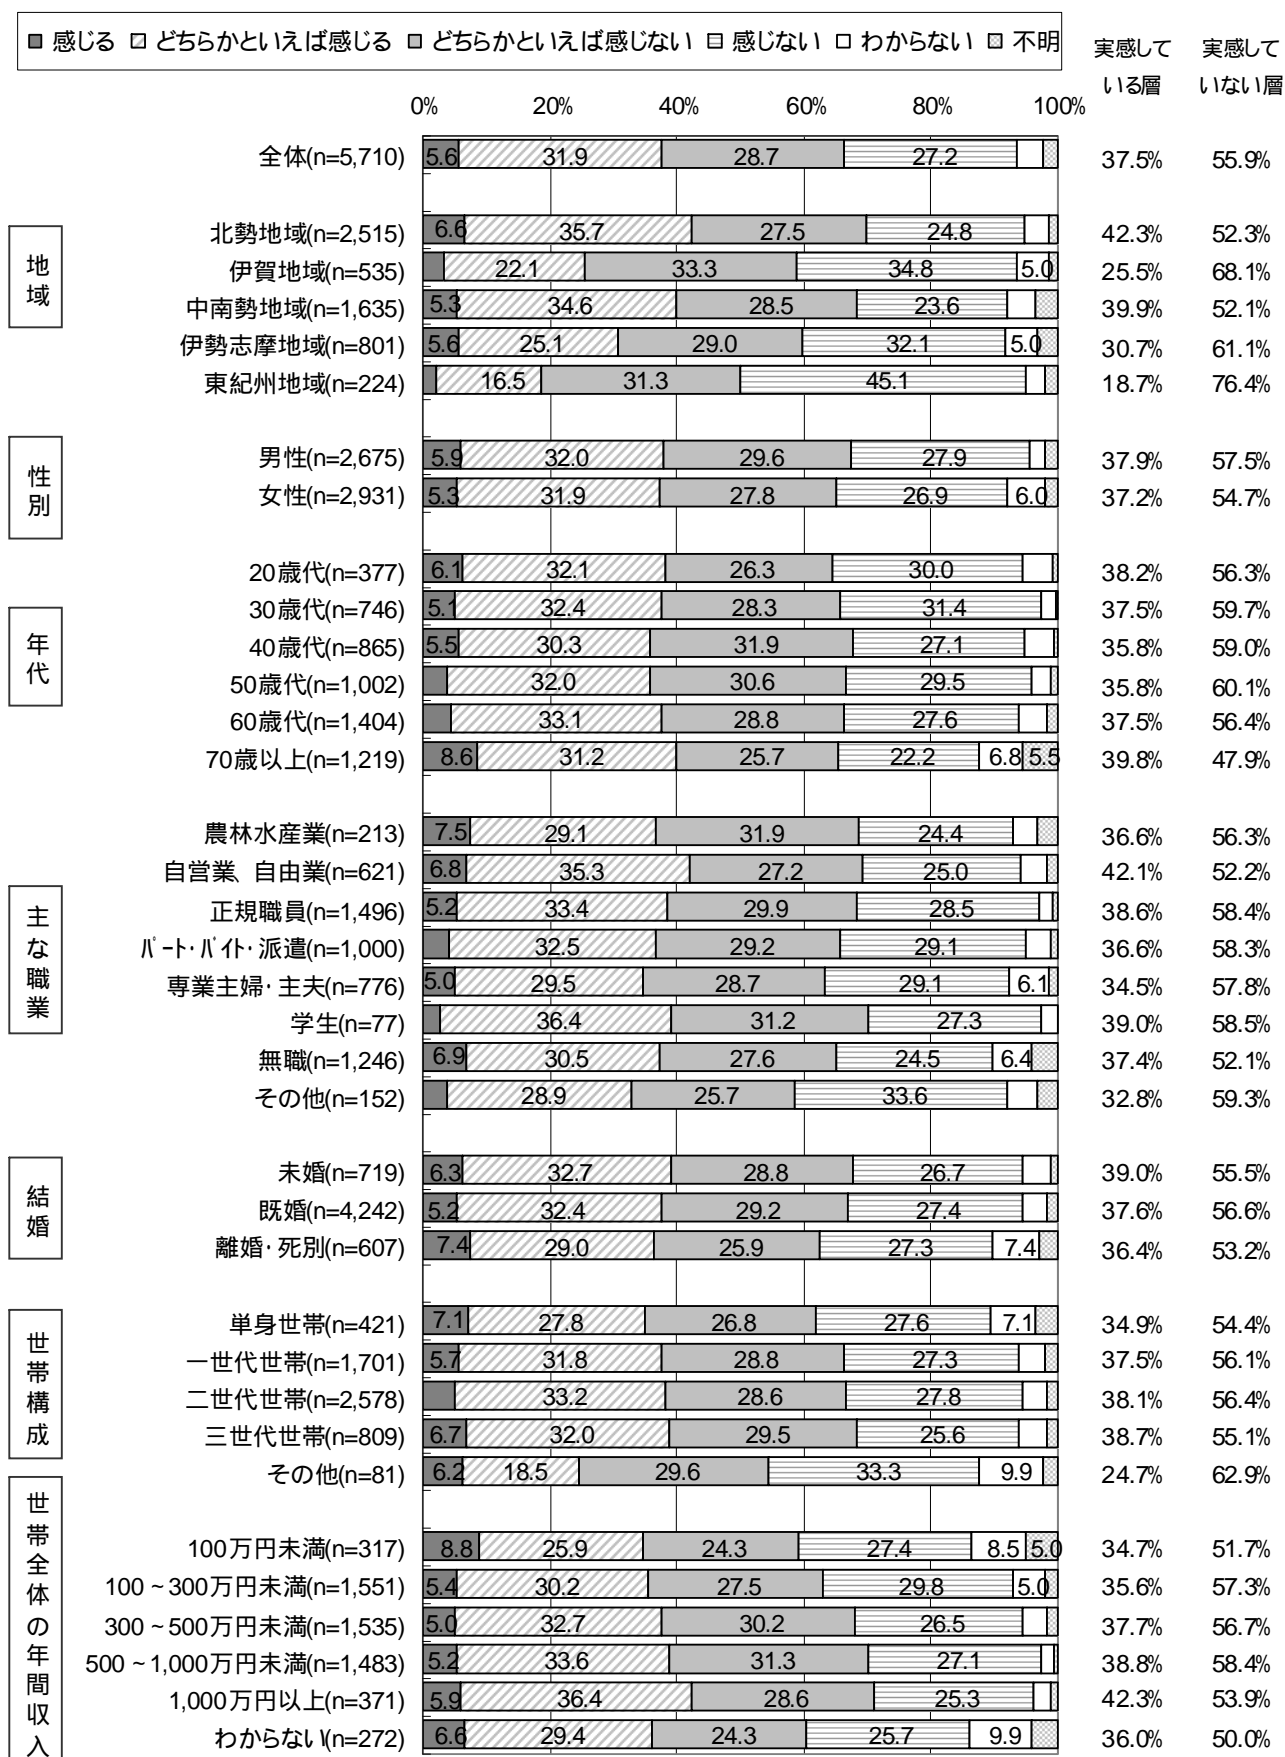 感じる どちらかといえば感じる どちらかといえば感じない 感じない わからない 不明
実感している層 実感していない層
0% 20% 40% 60% 80% 100%
全体(n=5,710) 5.6 31.9 28.7 27.2 37.5% 55.9%
地域
北勢地域(n=2,515) 6.6 35.7 27.5 24.8 42.3% 52.3%
伊賀地域(n=535) 22.1 33.3 34.8 5.0 25.5% 68.1%
中南勢地域(n=1,635) 5.3 34.6 28.5 23.6 39.9% 52.1%
伊勢志摩地域(n=801) 5.6 25.1 29.0 32.1 5.0 30.7% 61.1%
東紀州地域(n=224) 16.5 31.3 45.1 18.7% 76.4%
性別
男性(n=2,675) 5.9 32.0 29.6 27.9 37.9% 57.5%
女性(n=2,931) 5.3 31.9 27.8 26.9 6.0 37.2% 54.7%
年代
20歳代(n=377) 6.1 32.1 26.3 30.0 38.2% 56.3%
30歳代(n=746) 5.1 32.4 28.3 31.4 37.5% 59.7%
40歳代(n=865) 5.5 30.3 31.9 27.1 35.8% 59.0%
50歳代(n=1,002) 32.0 30.6 29.5 35.8% 60.1%
60歳代(n=1,404) 33.1 28.8 27.6 37.5% 56.4%
70歳以上(n=1,219) 8.6 31.2 25.7 22.2 6.8 5.5 39.8% 47.9%
主な職業
農林水産業(n=213) 7.5 29.1 31.9 24.4 36.6% 56.3%
自営業、自由業(n=621) 6.8 35.3 27.2 25.0 42.1% 52.2%
正規職員(n=1,496) 5.2 33.4 29.9 28.5 38.6% 58.4%
ﾊﾟｰﾄ･ﾊﾞｲﾄ･派遣(n=1,000) 32.5 29.2 29.1 36.6% 58.3%
専業主婦･主夫(n=776) 5.0 29.5 28.7 29.1 6.1 34.5% 57.8%
学生(n=77) 36.4 31.2 27.3 39.0% 58.5%
無職(n=1,246) 6.9 30.5 27.6 24.5 6.4 37.4% 52.1%
その他(n=152) 28.9 25.7 33.6 32.8% 59.3%
結婚
未婚(n=719) 6.3 32.7 28.8 26.7 39.0% 55.5%
既婚(n=4,242) 5.2 32.4 29.2 27.4 37.6% 56.6%
離婚･死別(n=607) 7.4 29.0 25.9 27.3 7.4 36.4% 53.2%
世帯構成
単身世帯(n=421) 7.1 27.8 26.8 27.6 7.1 34.9% 54.4%
一世代世帯(n=1,701) 5.7 31.8 28.8 27.3 37.5% 56.1%
二世代世帯(n=2,578) 33.2 28.6 27.8 38.1% 56.4%
三世代世帯(n=809) 6.7 32.0 29.5 25.6 38.7% 55.1%
その他(n=81) 6.2 18.5 29.6 33.3 9.9 24.7% 62.9%
世帯全体の年間収入
100万円未満(n=317) 8.8 25.9 24.3 27.4 8.5 5.0 34.7% 51.7%
100～300万円未満(n=1,551) 5.4 30.2 27.5 29.8 5.0 35.6% 57.3%
300～500万円未満(n=1,535) 5.0 32.7 30.2 26.5 37.7% 56.7%
500～1,000万円未満(n=1,483) 5.2 33.6 31.3 27.1 38.8% 58.4%
1,000万円以上(n=371) 5.9 36.4 28.6 25.3 42.3% 53.9%
わからない(n=272) 6.6 29.4 24.3 25.7 9.9 36.0% 50.0%